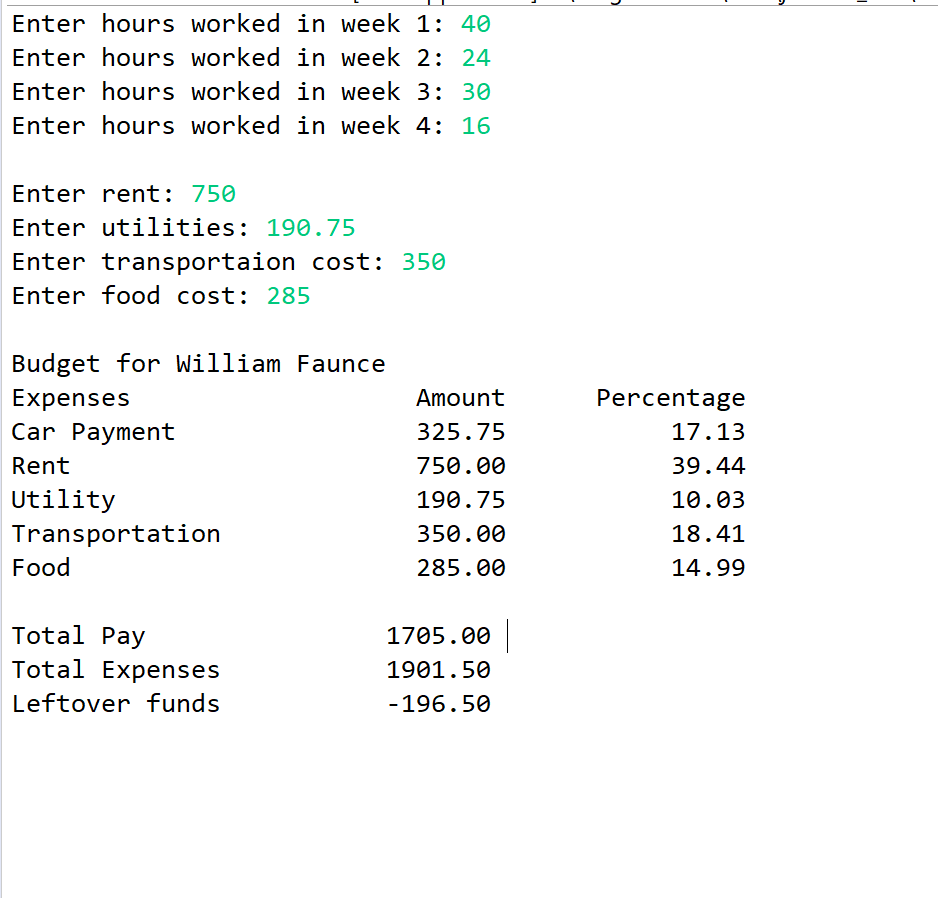 Enter hours worked in week 1: 40
Enter hours worked in week 2: 24
Enter hours worked in week 3: 30
Enter hours worked in week 4: 16
Enter rent: 750
Enter utilities: 190.75
Enter transportaion cost: 350
Enter food cost: 285
Budget for William Faunce
Expenses Amount Percentage
Car Payment 325.75 17.13
Rent 750.00 39.44
Utility 190.75 10.03
Transportation 350.00 18.41
Food 285.00 14.99
Total Pay 1705.00
Total Expenses 1901.50
Leftover funds -196.50